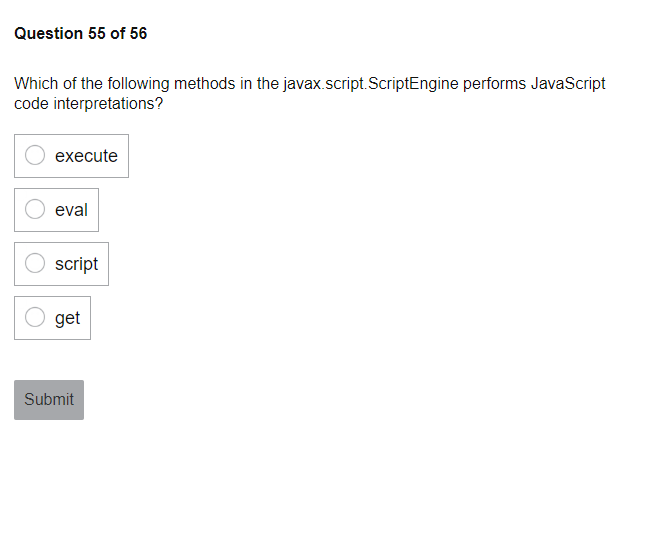 Question 55 of 56
Which of the following methods in the javax.script.ScriptEngine performs JavaScript
code interpretations?
execute
eval
script
get
Submit